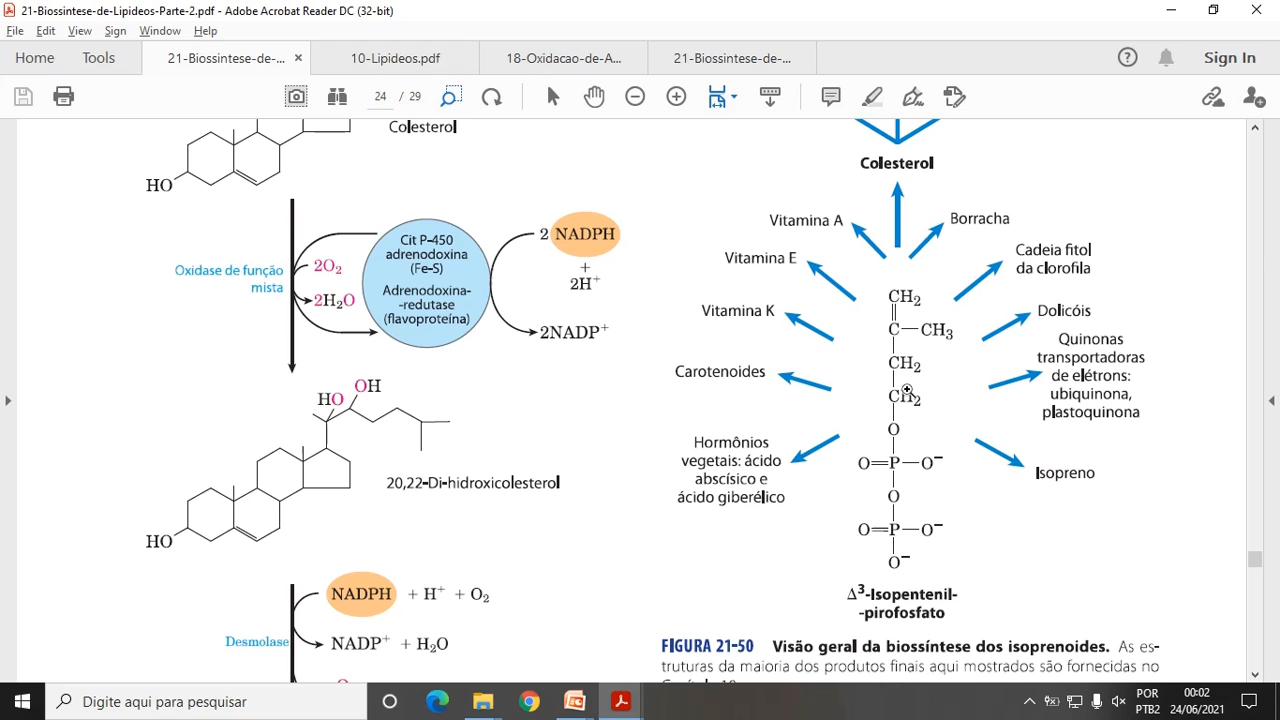 21-Biossintese-de-Lipideos-Parte-2.pdf - Adobe Acrobat Reader DC (32-bit)
File Edit View Sign Window Help
Home Tools 21-Biossintese-de-... × 10-Lipideos.pdf 18-Oxidacao-de-A... 21-Biossintese-de-... Sign In
24 / 29
Colesterol
HO
Oxidase de função
mista
2O₂
2H₂O
Cit P-450
adrenodoxina
(Fe-S)
Adrenodoxina-
-redutase
(flavoproteína)
2 NADPH
+
2H⁺
2NADP⁺
HO
OH
20,22-Di-hidroxicolesterol
HO
NADPH + H⁺ + O₂
Desmolase
NADP⁺ + H₂O
Colesterol
Vitamina A
Borracha
Vitamina E
Cadeia fitol
da clorofila
Vitamina K
Dolicóis
Carotenoides
Quinonas
transportadoras
de elétrons:
ubiquinona,
plastoquinona
Hormônios
vegetais: ácido
abscísico e
ácido giberélico
Isopreno
CH₂
C—CH₃
CH₂
CH₂
O
O=P—O⁻
O
O=P—O⁻
O⁻
Δ³-Isopentenil-
-pirofosfato
FIGURA 21-50 Visão geral da biossíntese dos isoprenoides. As es-
truturas da maioria dos produtos finais aqui mostrados são fornecidas no
Digite aqui para pesquisar
POR
PTB2
00:02
24/06/2021